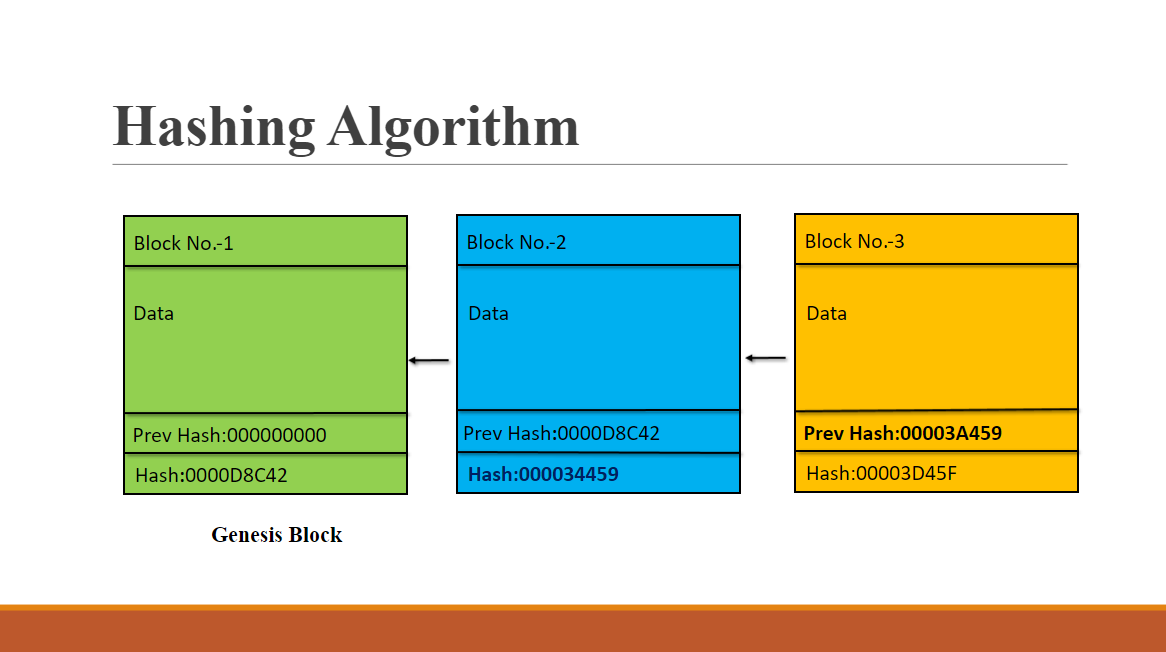 Hashing Algorithm
Block No.-1
Data
Prev Hash:000000000
Hash:0000D8C42
Genesis Block
Block No.-2
Data
Prev Hash:0000D8C42
Hash:000034459
Block No.-3
Data
Prev Hash:00003A459
Hash:00003D45F